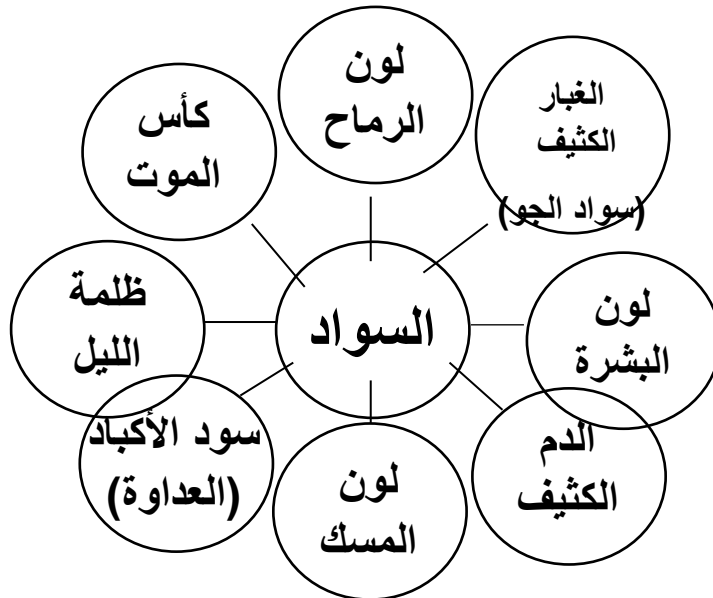 لون
الرماح
الغبار
الكثيف
(سواد الجو)
كأس
الموت
السواد
ظلمة
الليل
لون
البشرة
سود الأكباد
(العداوة)
الدم
الكثيف
لون
المسك